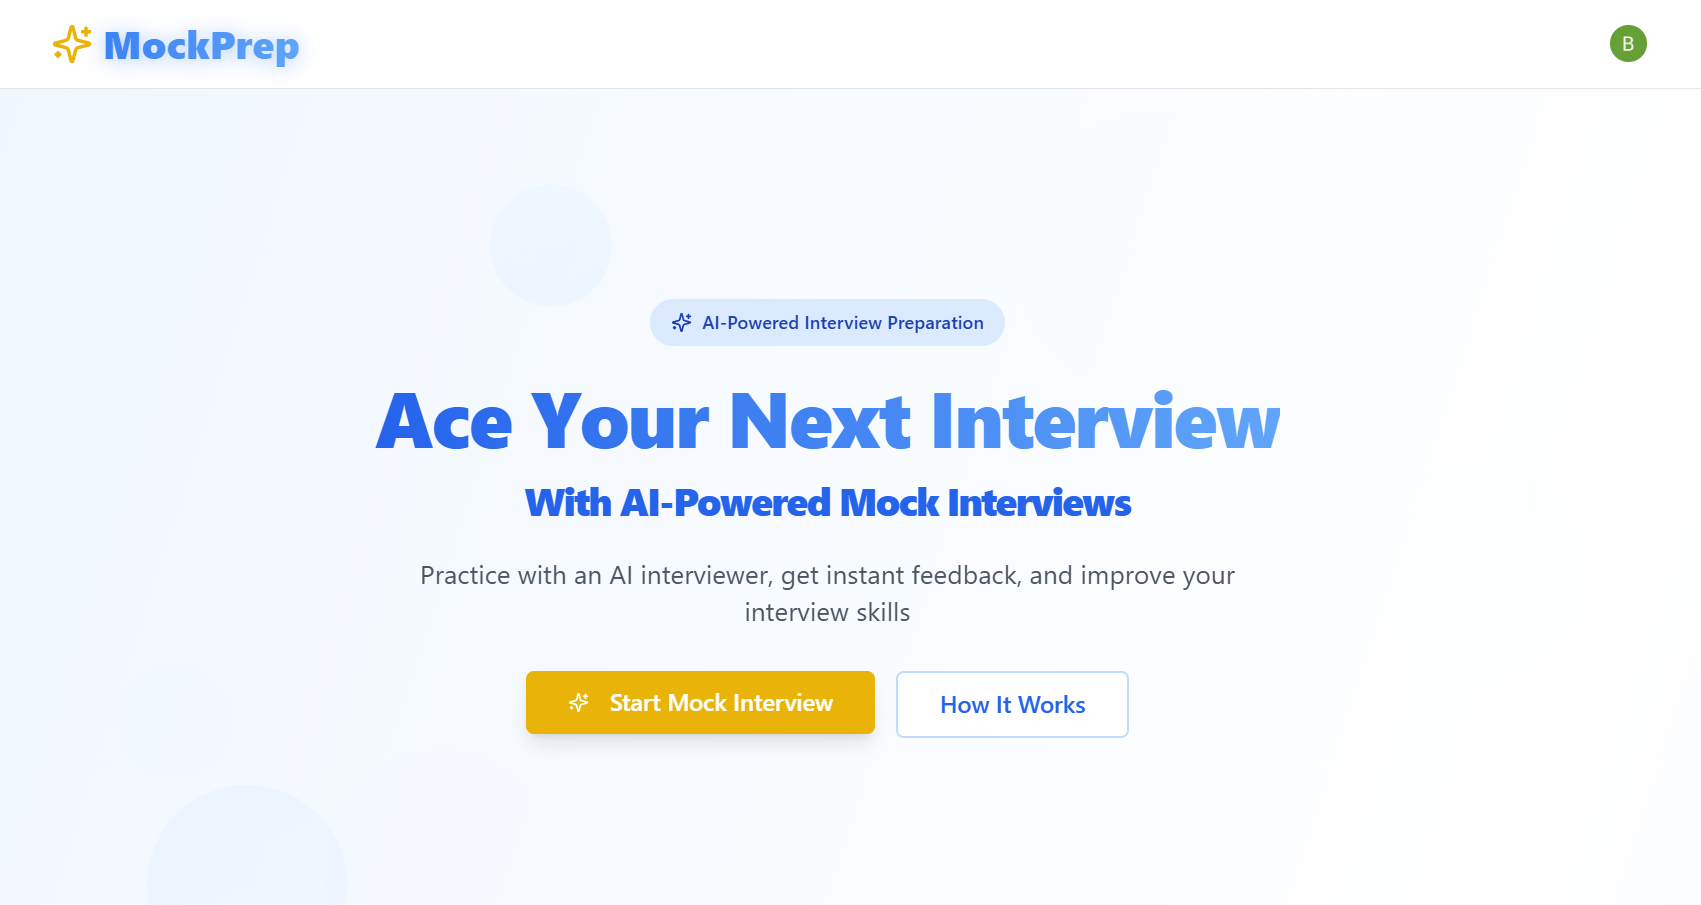 MockPrep
B
AI-Powered Interview Preparation
Ace Your Next Interview
With AI-Powered Mock Interviews
Practice with an AI interviewer, get instant feedback, and improve your
interview skills
Start Mock Interview
How It Works